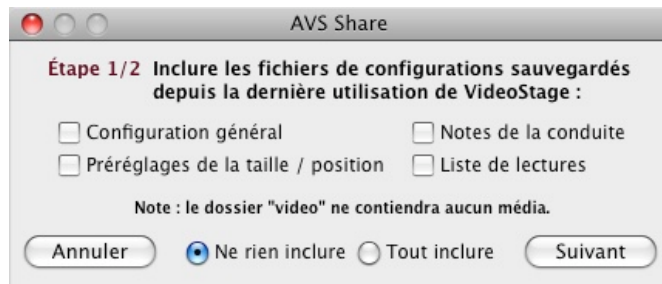 AVS Share
Étape 1/2 Inclure les fichiers de configurations sauvegardés
depuis la dernière utilisation de VideoStage :
Configuration général Notes de la conduite
Préréglages de la taille / position Liste de lectures
Note : le dossier "video" ne contiendra aucun média.
Annuler Ne rien inclure Tout inclure Suivant